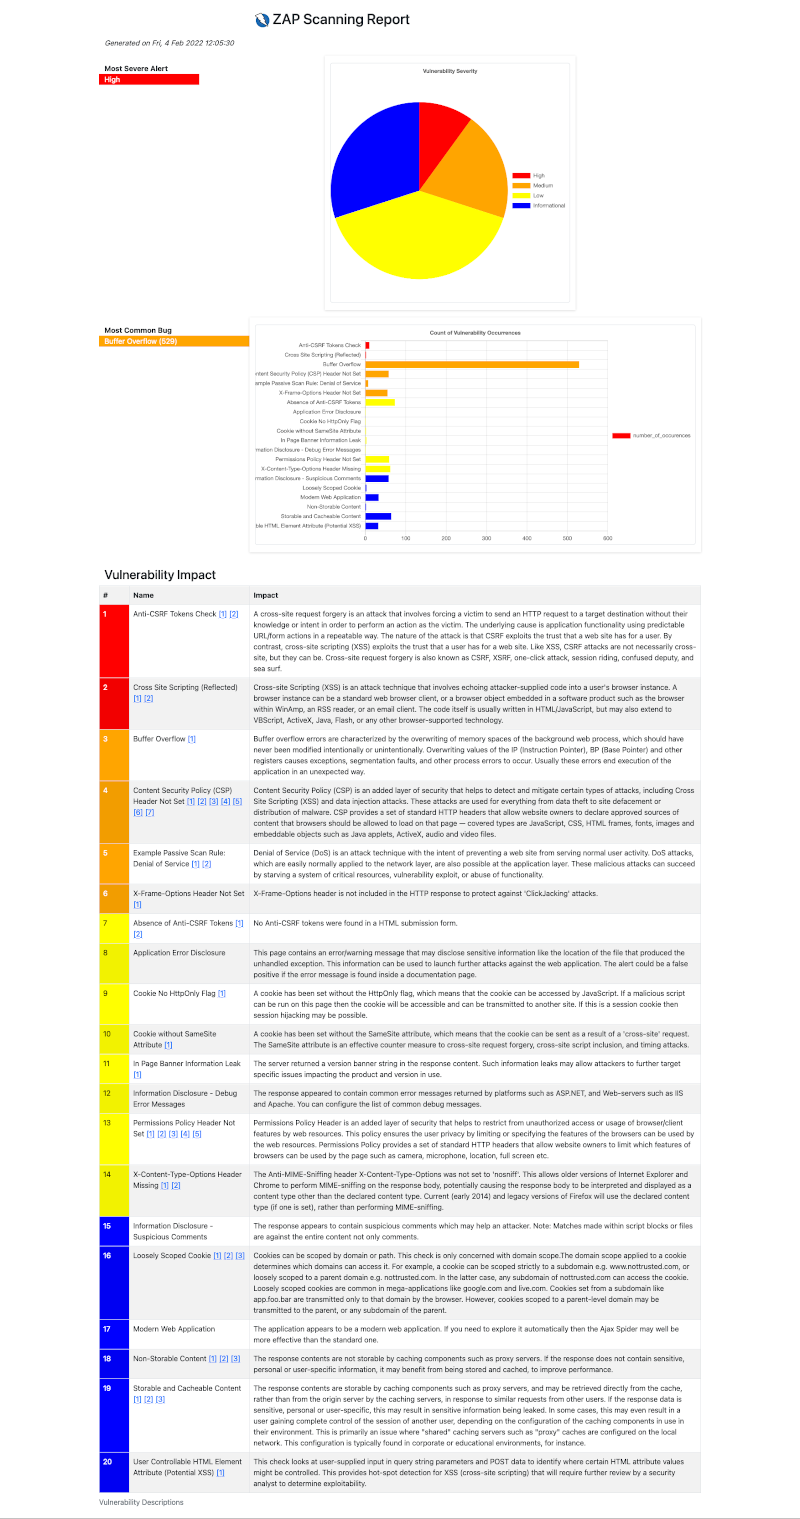 ZAP Scanning Report
Generated on Fri, 4 Feb 2022 12:05:30
Most Severe Alert
High
Vulnerability Severity
High
Medium
Low
Informational
Most Common Bug
Buffer Overflow (529)
Count of Vulnerability Occurrences
Anti-CSRF Tokens Check
Cross Site Scripting (Reflected)
Buffer Overflow
ntent Security Policy (CSP) Header Not Set
ample Passive Scan Rule: Denial of Service
X-Frame-Options Header Not Set
Absence of Anti-CSRF Tokens
Application Error Disclosure
Cookie No HttpOnly Flag
Cookie without SameSite Attribute
In Page Banner Information Leak
mation Disclosure - Debug Error Messages
Permissions Policy Header Not Set
X-Content-Type-Options Header Missing
mation Disclosure - Suspicious Comments
Loosely Scoped Cookie
Modern Web Application
Non-Storable Content
Storable and Cacheable Content
ble HTML Element Attribute (Potential XSS)
0 100 200 300 400 500 600
number_of_occurences
Vulnerability Impact
# Name Impact
1 Anti-CSRF Tokens Check [1] [2]
A cross-site request forgery is an attack that involves forcing a victim to send an HTTP request to a target destination without their
knowledge or intent in order to perform an action as the victim. The underlying cause is application functionality using predictable
URL/form actions in a repeatable way. The nature of the attack is that CSRF exploits the trust that a web site has for a user. By
contrast, cross-site scripting (XSS) exploits the trust that a user has for a web site. Like XSS, CSRF attacks are not necessarily cross-
site, but they can be. Cross-site request forgery is also known as CSRF, XSRF, one-click attack, session riding, confused deputy, and
sea surf.
2 Cross Site Scripting (Reflected)
[1] [2]
Cross-site Scripting (XSS) is an attack technique that involves echoing attacker-supplied code into a user's browser instance. A
browser instance can be a standard web browser client, or a browser object embedded in a software product such as the browser
within WinAmp, an RSS reader, or an email client. The code itself is usually written in HTML/JavaScript, but may also extend to
VBScript, ActiveX, Java, Flash, or any other browser-supported technology.
3 Buffer Overflow [1]
Buffer overflow errors are characterized by the overwriting of memory spaces of the background web process, which should have
never been modified intentionally or unintentionally. Overwriting values of the IP (Instruction Pointer), BP (Base Pointer) and other
registers causes exceptions, segmentation faults, and other process errors to occur. Usually these errors end execution of the
application in an unexpected way.
4 Content Security Policy (CSP)
Header Not Set [1] [2] [3] [4] [5]
[6] [7]
Content Security Policy (CSP) is an added layer of security that helps to detect and mitigate certain types of attacks, including Cross
Site Scripting (XSS) and data injection attacks. These attacks are used for everything from data theft to site defacement or
distribution of malware. CSP provides a set of standard HTTP headers that allow website owners to declare approved sources of
content that browsers should be allowed to load on that page — covered types are JavaScript, CSS, HTML frames, fonts, images and
embeddable objects such as Java applets, ActiveX, audio and video files.
5 Example Passive Scan Rule:
Denial of Service [1] [2]
Denial of Service (DoS) is an attack technique with the intent of preventing a web site from serving normal user activity. DoS attacks,
which are easily normally applied to the network layer, are also possible at the application layer. These malicious attacks can succeed
by starving a system of critical resources, vulnerability exploit, or abuse of functionality.
6 X-Frame-Options Header Not Set
[1]
X-Frame-Options header is not included in the HTTP response to protect against 'ClickJacking' attacks.
7 Absence of Anti-CSRF Tokens [1]
[2]
No Anti-CSRF tokens were found in a HTML submission form.
8 Application Error Disclosure
This page contains an error/warning message that may disclose sensitive information like the location of the file that produced the
unhandled exception. This information can be used to launch further attacks against the web application. The alert could be a false
positive if the error message is found inside a documentation page.
9 Cookie No HttpOnly Flag [1]
A cookie has been set without the HttpOnly flag, which means that the cookie can be accessed by JavaScript. If a malicious script
can be run on this page then the cookie will be accessible and can be transmitted to another site. If this is a session cookie then
session hijacking may be possible.
10 Cookie without SameSite
Attribute [1]
A cookie has been set without the SameSite attribute, which means that the cookie can be sent as a result of a 'cross-site' request.
The SameSite attribute is an effective counter measure to cross-site request forgery, cross-site script inclusion, and timing attacks.
11 In Page Banner Information Leak
[1]
The server returned a version banner string in the response content. Such information leaks may allow attackers to further target
specific issues impacting the product and version in use.
12 Information Disclosure - Debug
Error Messages
The response appeared to contain common error messages returned by platforms such as ASP.NET, and Web-servers such as IIS
and Apache. You can configure the list of common debug messages.
13 Permissions Policy Header Not
Set [1] [2] [3] [4] [5]
Permissions Policy Header is an added layer of security that helps to restrict from unauthorized access or usage of browser/client
features by web resources. This policy ensures the user privacy by limiting or specifying the features of the browsers can be used by
the web resources. Permissions Policy provides a set of standard HTTP headers that allow website owners to limit which features of
browsers can be used by the page such as camera, microphone, location, full screen etc.
14 X-Content-Type-Options Header
Missing [1] [2]
The Anti-MIME-Sniffing header X-Content-Type-Options was not set to 'nosniff'. This allows older versions of Internet Explorer and
Chrome to perform MIME-sniffing on the response body, potentially causing the response body to be interpreted and displayed as a
content type other than the declared content type. Current (early 2014) and legacy versions of Firefox will use the declared content
type (if one is set), rather than performing MIME-sniffing.
15 Information Disclosure -
Suspicious Comments
The response appears to contain suspicious comments which may help an attacker. Note: Matches made within script blocks or files
are against the entire content not only comments.
16 Loosely Scoped Cookie [1] [2] [3]
Cookies can be scoped by domain or path. This check is only concerned with domain scope.The domain scope applied to a cookie
determines which domains can access it. For example, a cookie can be scoped strictly to a subdomain e.g. www.nottrusted.com, or
loosely scoped to a parent domain e.g. nottrusted.com. In the latter case, any subdomain of nottrusted.com can access the cookie.
Loosely scoped cookies are common in mega-applications like google.com and live.com. Cookies set from a subdomain like
app.foo.bar are transmitted only to that domain by the browser. However, cookies scoped to a parent-level domain may be
transmitted to the parent, or any subdomain of the parent.
17 Modern Web Application
The application appears to be a modern web application. If you need to explore it automatically then the Ajax Spider may well be
more effective than the standard one.
18 Non-Storable Content [1] [2] [3]
The response contents are not storable by caching components such as proxy servers. If the response does not contain sensitive,
personal or user-specific information, it may benefit from being stored and cached, to improve performance.
19 Storable and Cacheable Content
[1] [2] [3]
The response contents are storable by caching components such as proxy servers, and may be retrieved directly from the cache,
rather than from the origin server by the caching servers, in response to similar requests from other users. If the response data is
sensitive, personal or user-specific, this may result in sensitive information being leaked. In some cases, this may even result in a
user gaining complete control of the session of another user, depending on the configuration of the caching components in use in
their environment. This is primarily an issue where "shared" caching servers such as "proxy" caches are configured on the local
network. This configuration is typically found in corporate or educational environments, for instance.
20 User Controllable HTML Element
Attribute (Potential XSS) [1]
This check looks at user-supplied input in query string parameters and POST data to identify where certain HTML attribute values
might be controlled. This provides hot-spot detection for XSS (cross-site scripting) that will require further review by a security
analyst to determine exploitability.
Vulnerability Descriptions